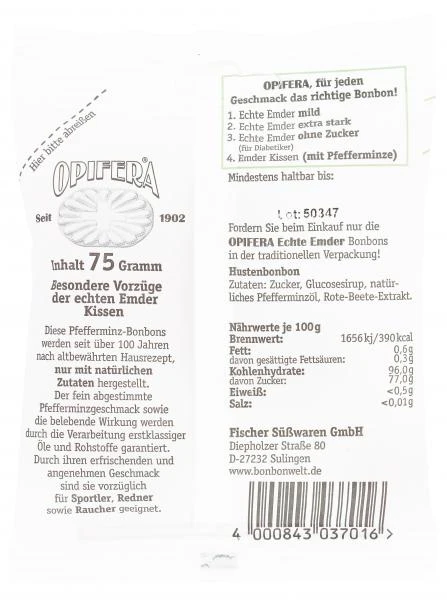 Hier bitte abreißen
OPIFERA®
Seit 1902
Inhalt 75 Gramm
Besondere Vorzüge
der echten Emder
Kissen
Diese Pfefferminz-Bonbons
werden seit über 100 Jahren
nach altbewährten Hausrezept,
nur mit natürlichen
Zutaten hergestellt.
Der fein abgestimmte
Pfefferminzgeschmack sowie
die belebende Wirkung werden
durch die Verarbeitung erstklassiger
Öle und Rohstoffe garantiert.
Durch ihren erfrischenden und
angenehmen Geschmack
sind sie vorzüglich
für Sportler, Redner
sowie Raucher geeignet.
OPIFERA, für jeden
Geschmack das richtige Bonbon!
1. Echte Emder mild
2. Echte Emder extra stark
3. Echte Emder ohne Zucker
(für Diabetiker)
4. Emder Kissen (mit Pfefferminze)
Mindestens haltbar bis:
Lot: 50347
Fordern Sie beim Einkauf nur die
OPIFERA Echte Emder Bonbons
in der traditionellen Verpackung!
Hustenbonbon
Zutaten: Zucker, Glucosesirup, natür-
liches Pfefferminzöl, Rote-Beete-Extrakt.
Nährwerte je 100g
Brennwert: 1656kj/390kcal
Fett: 0,6g
davon gesättigte Fettsäuren: 0,3g
Kohlenhydrate: 96,0g
davon Zucker: 77,0g
Eiweiß: <0,5g
Salz: <0,01g
Fischer Süßwaren GmbH
Diepholzer Straße 80
D-27232 Sulingen
www.bonbonwelt.de
4 000843 037016 >